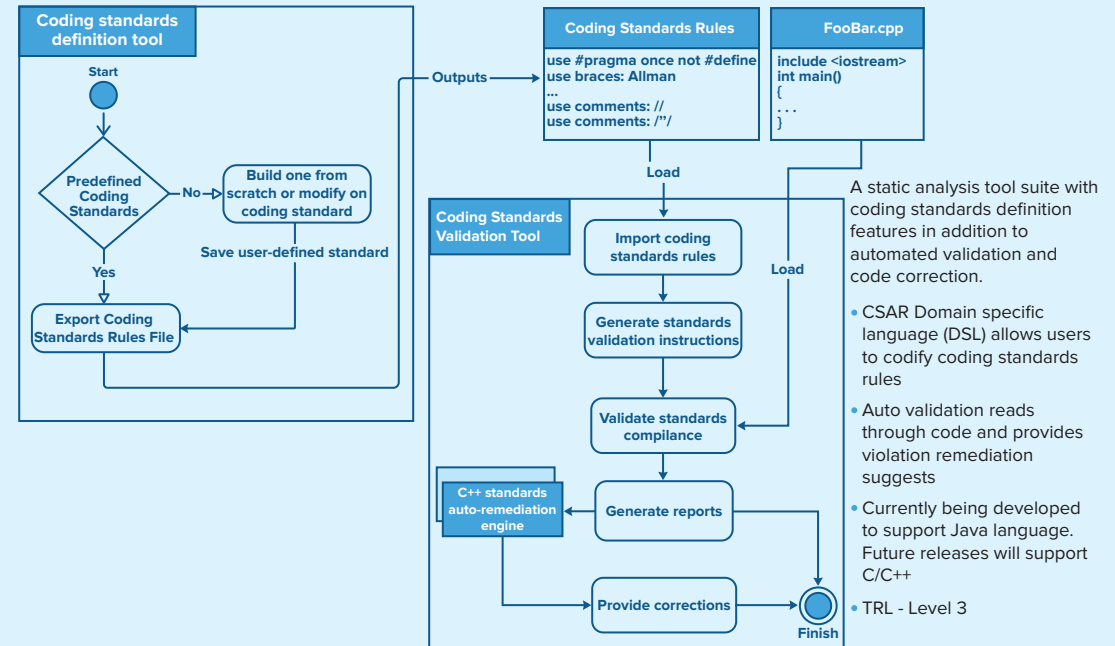 Coding standards
definition tool
Start
Predefined
Coding
Standards
No
Build one from
scratch or modify on
coding standard
Save user-defined standard
Yes
Export Coding
Standards Rules File
Outputs
Coding Standards Rules
use #pragma once not #define
use braces: Allman
...
use comments: //
use comments: /”/
FooBar.cpp
include <iostream>
int main()
{
. . .
}
Load
Load
Coding Standards
Validation Tool
Import coding
standards rules
Generate standards
validation instructions
Validate standards
compilance
Generate reports
C++ standards
auto-remediation
engine
Provide corrections
Finish
A static analysis tool suite with
coding standards definition
features in addition to
automated validation and
code correction.
• CSAR Domain specific
language (DSL) allows users
to codify coding standards
rules
• Auto validation reads
through code and provides
violation remediation
suggests
• Currently being developed
to support Java language.
Future releases will support
C/C++
• TRL - Level 3